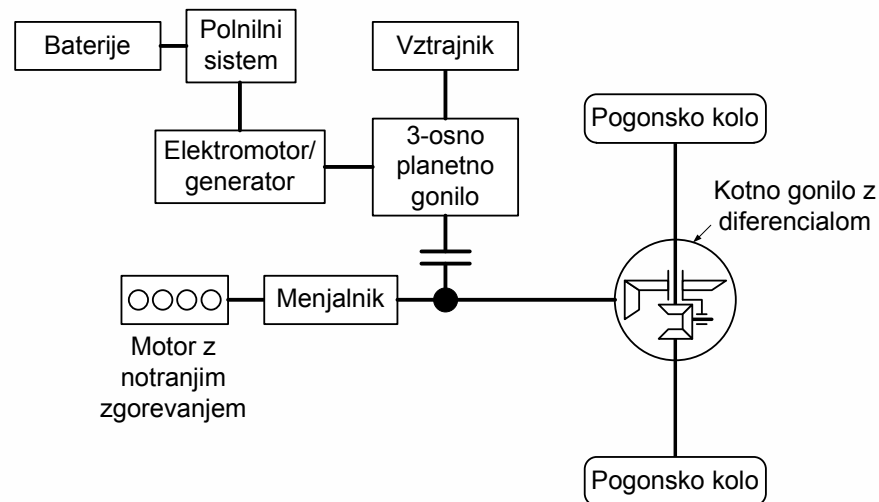 Baterije
Polnilni
sistem
Vztrajnik
Elektromotor/
generator
3-osno
planetno
gonilo
Pogonsko kolo
Kotno gonilo z
diferencialom
Menjalnik
Motor z
notranjim
zgorevanjem
Pogonsko kolo